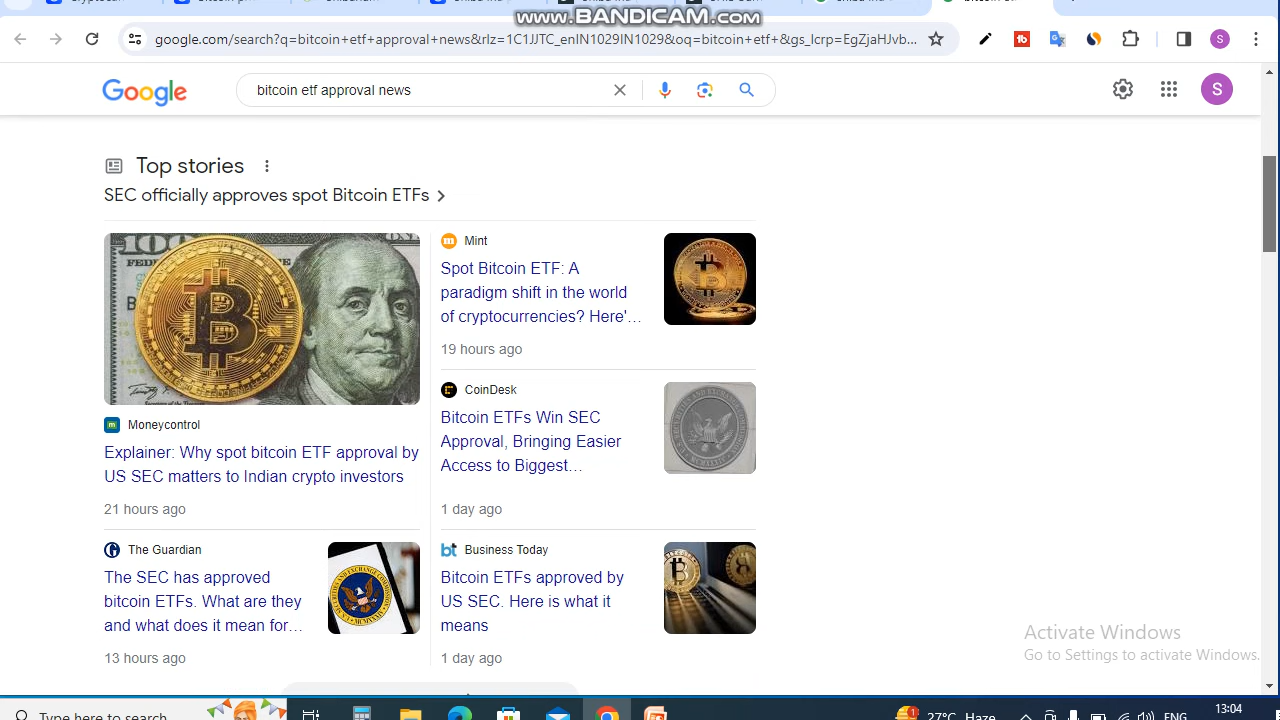 www.BANDICAM.com
google.com/search?q=bitcoin+etf+approval+news&rlz=1C1JJTC_enIN1029IN1029&oq=bitcoin+etf+&gs_lcrp=EgZjaHJvb...
S
Google
bitcoin etf approval news
S
Top stories
SEC officially approves spot Bitcoin ETFs
Moneycontrol
Explainer: Why spot bitcoin ETF approval by
US SEC matters to Indian crypto investors
21 hours ago
Mint
Spot Bitcoin ETF: A
paradigm shift in the world
of cryptocurrencies? Here'...
19 hours ago
CoinDesk
Bitcoin ETFs Win SEC
Approval, Bringing Easier
Access to Biggest...
1 day ago
The Guardian
The SEC has approved
bitcoin ETFs. What are they
and what does it mean for...
13 hours ago
Business Today
Bitcoin ETFs approved by
US SEC. Here is what it
means
1 day ago
Activate Windows
Go to Settings to activate Windows.
Type here to search
27°C Haze
ENG
13:04